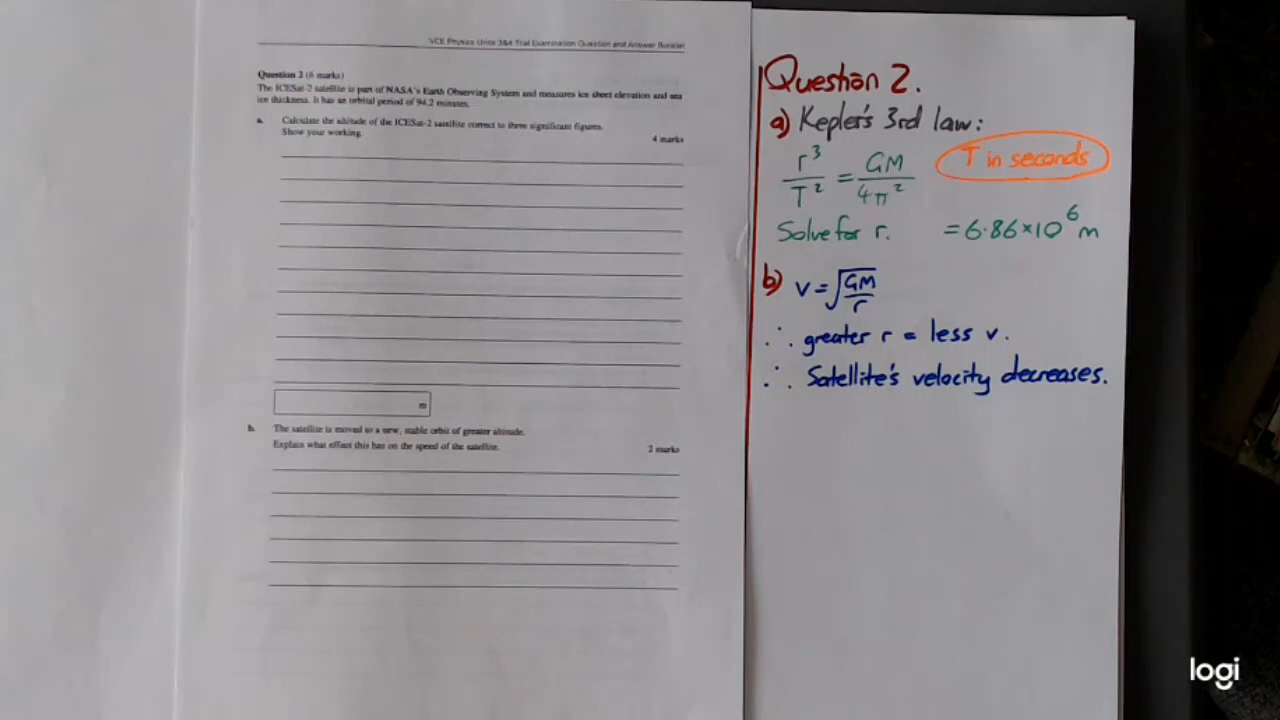 VCE Physics Units 3&4 Trial Examination Question and Answer Booklet
Question 2 (6 marks)
The ICESat-2 satellite is part of NASA's Earth Observing System and measures ice sheet elevation and sea
ice thickness. It has an orbital period of 94.2 minutes.
a. Calculate the altitude of the ICESat-2 satellite correct to three significant figures.
Show your working. 4 marks
m
b. The satellite is moved to a new, stable orbit of greater altitude.
Explain what effect this has on the speed of the satellite. 2 marks
Question 2.
a) Kepler's 3rd law:
r³/T² = GM/4π²
T in seconds
Solve for r. = 6.86×10⁶ m
b) v = √GM/r
∴ greater r = less v.
∴ Satellite's velocity decreases.
logi